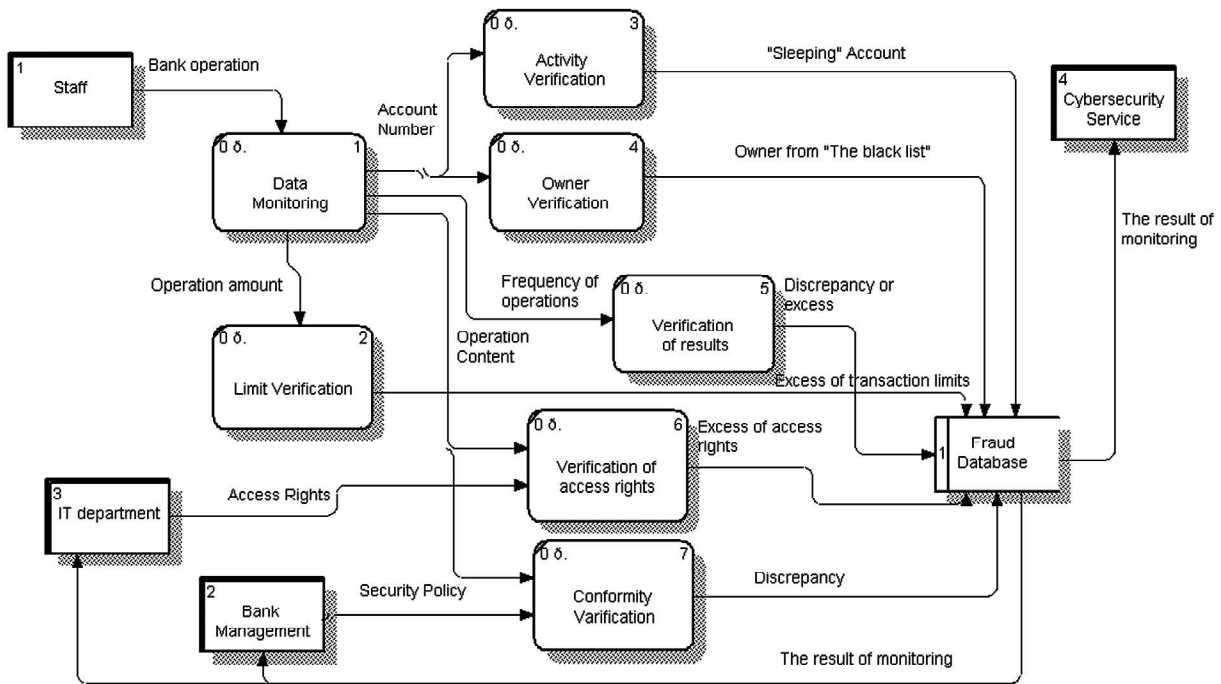 1
Staff
Bank operation
0 ð.
1
Data
Monitoring
Account
Number
0 ð.
3
Activity
Verification
"Sleeping" Account
4
Cybersecurity
Service
0 ð.
4
Owner
Verification
Owner from "The black list"
The result of
monitoring
Operation amount
Frequency of
operations
0 ð.
5
Verification
of results
Discrepancy or
excess
0 ð.
2
Limit Verification
Operation
Content
Excess of transaction limits
0 ð.
6
Verification of
access rights
Excess of access
rights
1
Fraud
Database
3
IT department
Access Rights
0 ð.
7
Conformity
Varification
Discrepancy
2
Bank
Management
Security Policy
The result of monitoring